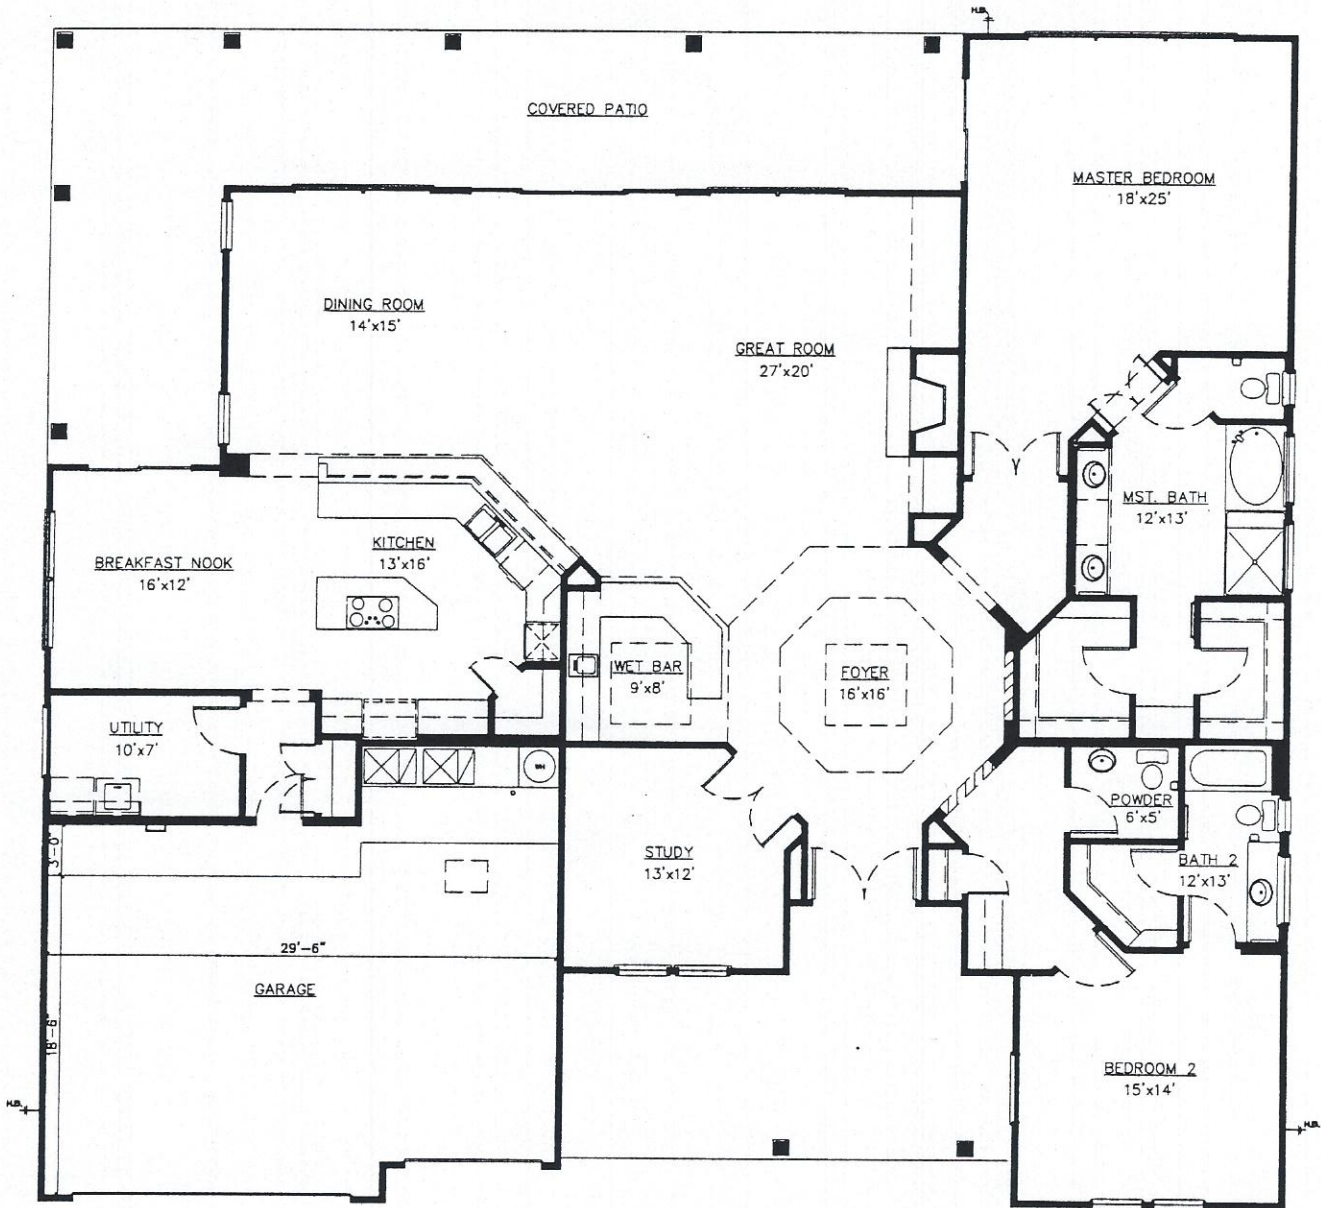 H.B.
COVERED PATIO
MASTER BEDROOM
18'x25'
DINING ROOM
14'x15'
GREAT ROOM
27'x20'
MST. BATH
12'x13'
KITCHEN
13'x16'
BREAKFAST NOOK
16'x12'
WET BAR
9'x8'
FOYER
16'x16'
UTILITY
10'x7'
WH
POWDER
6'x5'
3'-0"
STUDY
13'x12'
BATH 2
12'x13'
29'-6"
GARAGE
18'-6"
BEDROOM 2
15'x14'
H.B.
H.B.